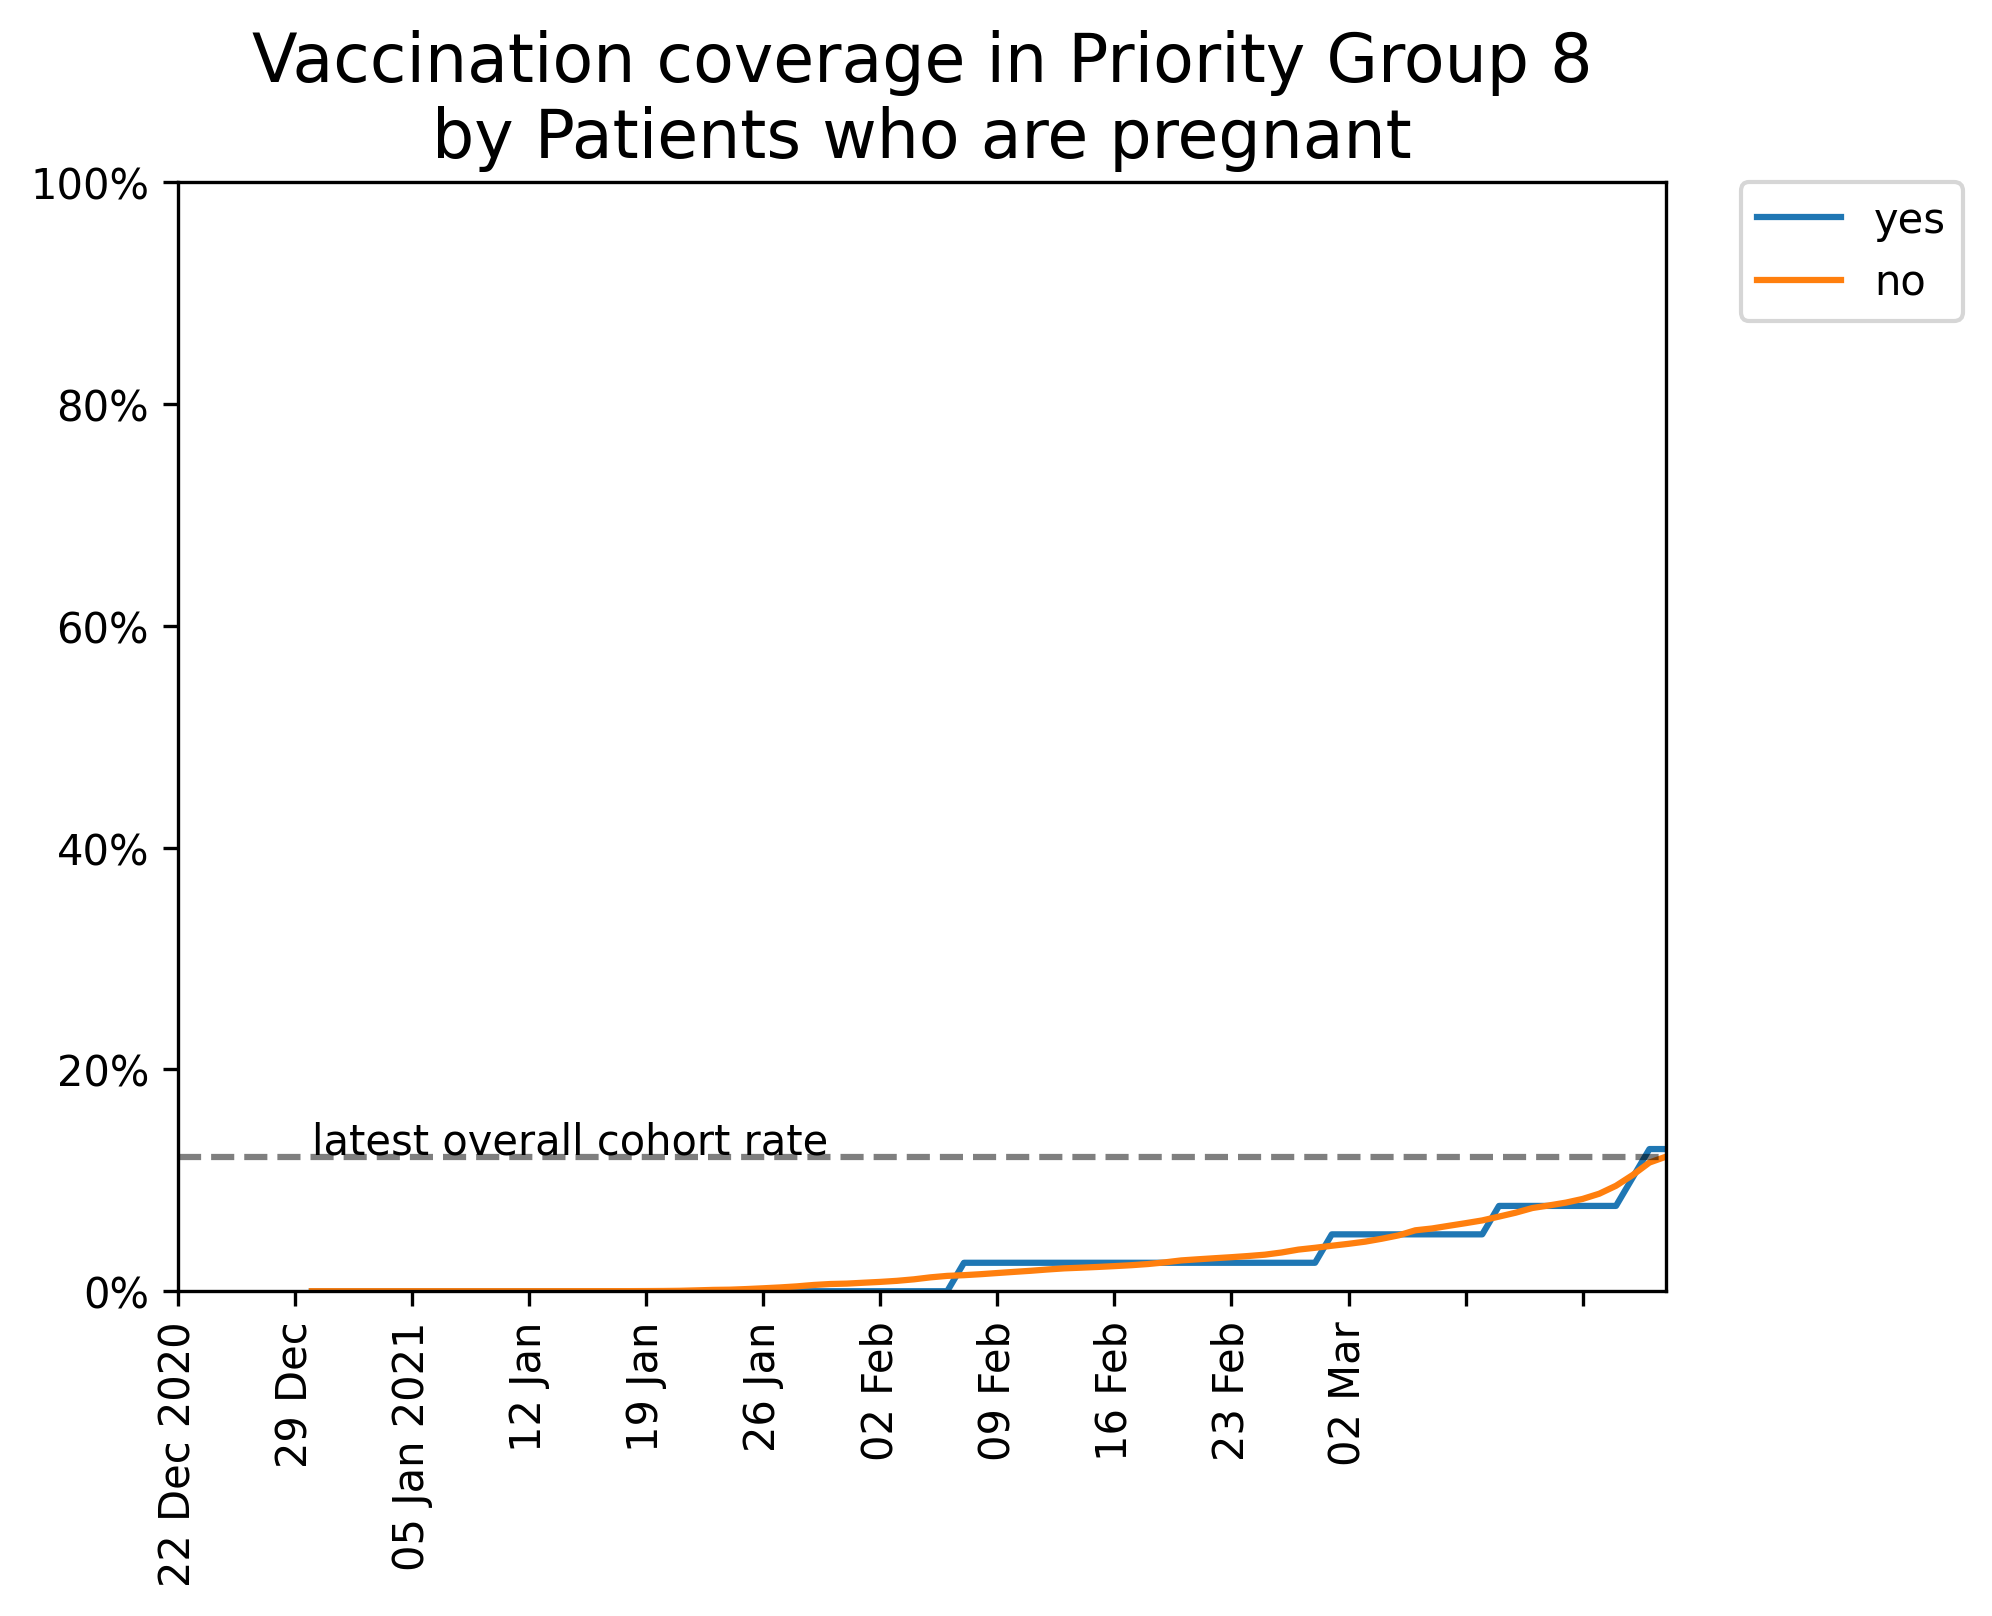 Vaccination coverage in Priority Group 8
by Patients who are pregnant
100%
80%
60%
40%
20%
0%
latest overall cohort rate
yes
no
22 Dec 2020
29 Dec
05 Jan 2021
12 Jan
19 Jan
26 Jan
02 Feb
09 Feb
16 Feb
23 Feb
02 Mar